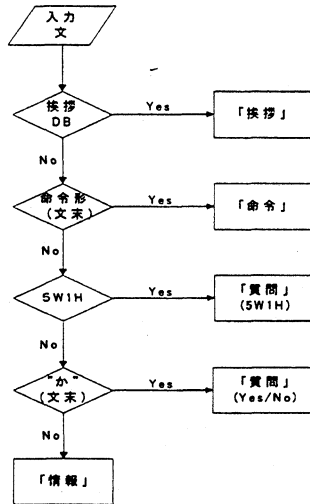 入力
文
挨拶
DB
Yes
「挨拶」
No
命令形
(文末)
Yes
「命令」
No
5W1H
Yes
「質問」
(5W1H)
No
"か"
(文末)
Yes
「質問」
(Yes/No)
No
「情報」